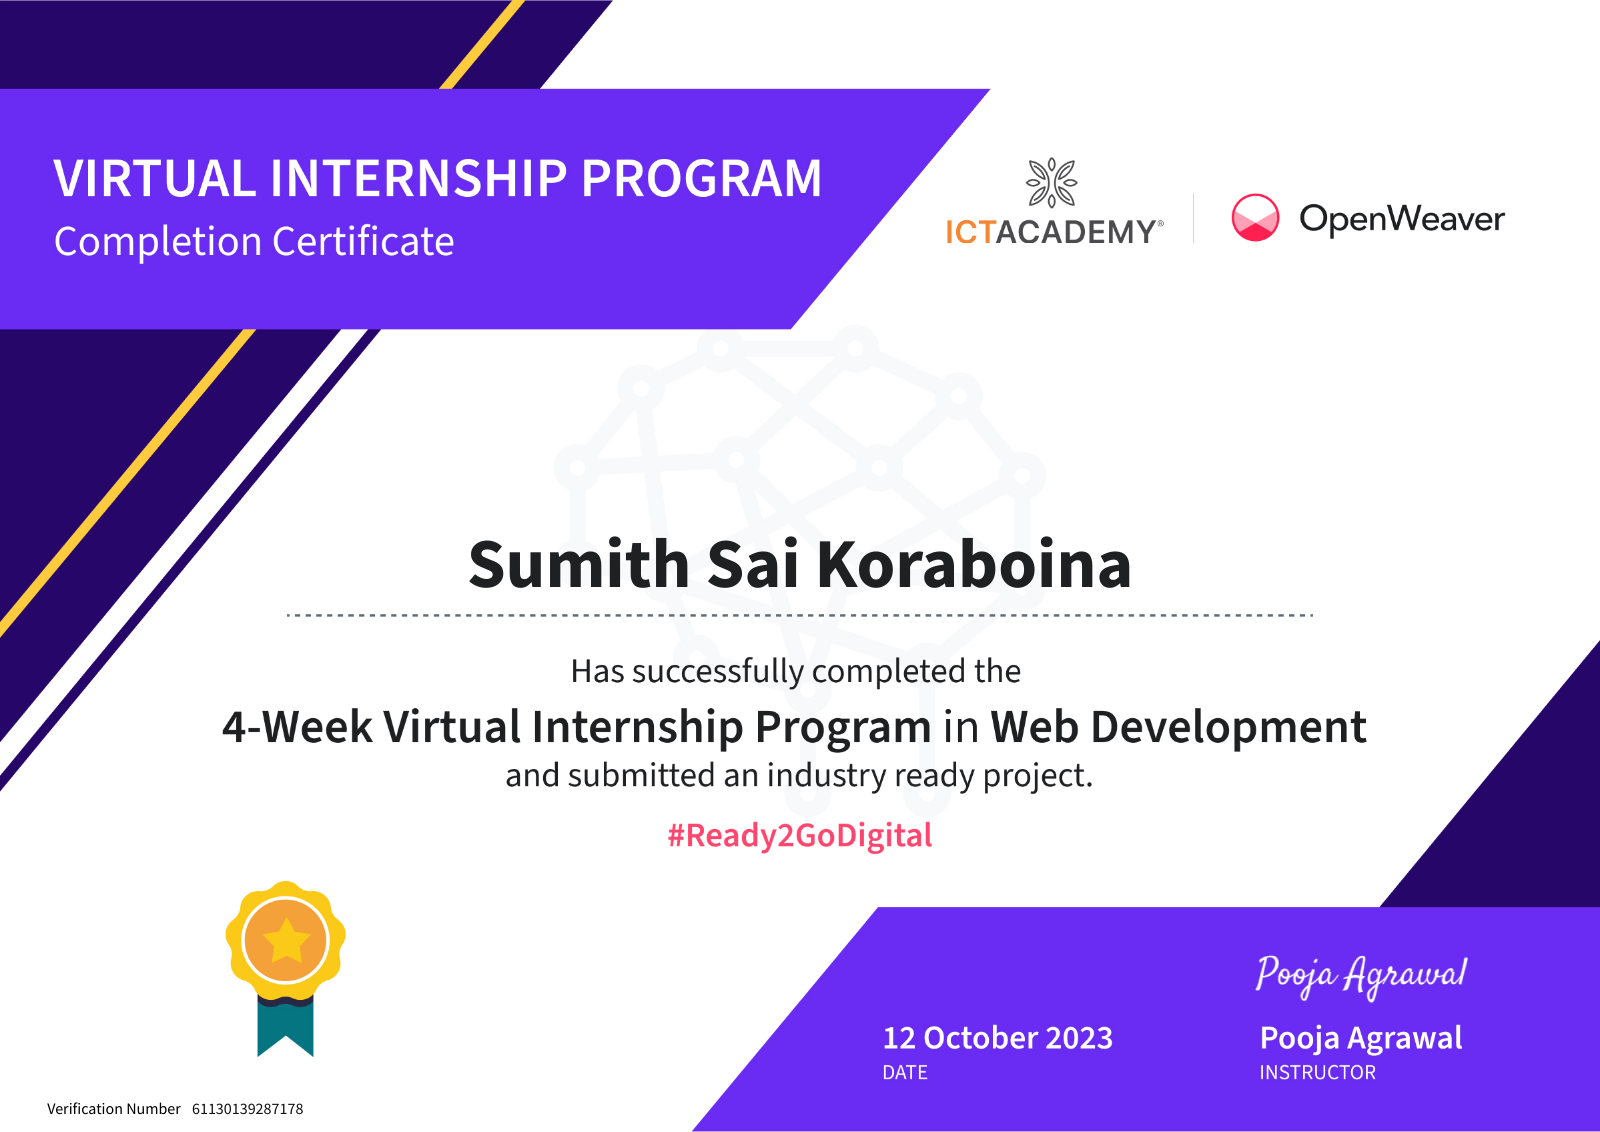 VIRTUAL INTERNSHIP PROGRAM
Completion Certificate
ICTACADEMY®
OpenWeaver
Sumith Sai Koraboina
Has successfully completed the
4-Week Virtual Internship Program in Web Development
and submitted an industry ready project.
#Ready2GoDigital
Pooja Agrawal
12 October 2023
DATE
Pooja Agrawal
INSTRUCTOR
Verification Number 61130139287178